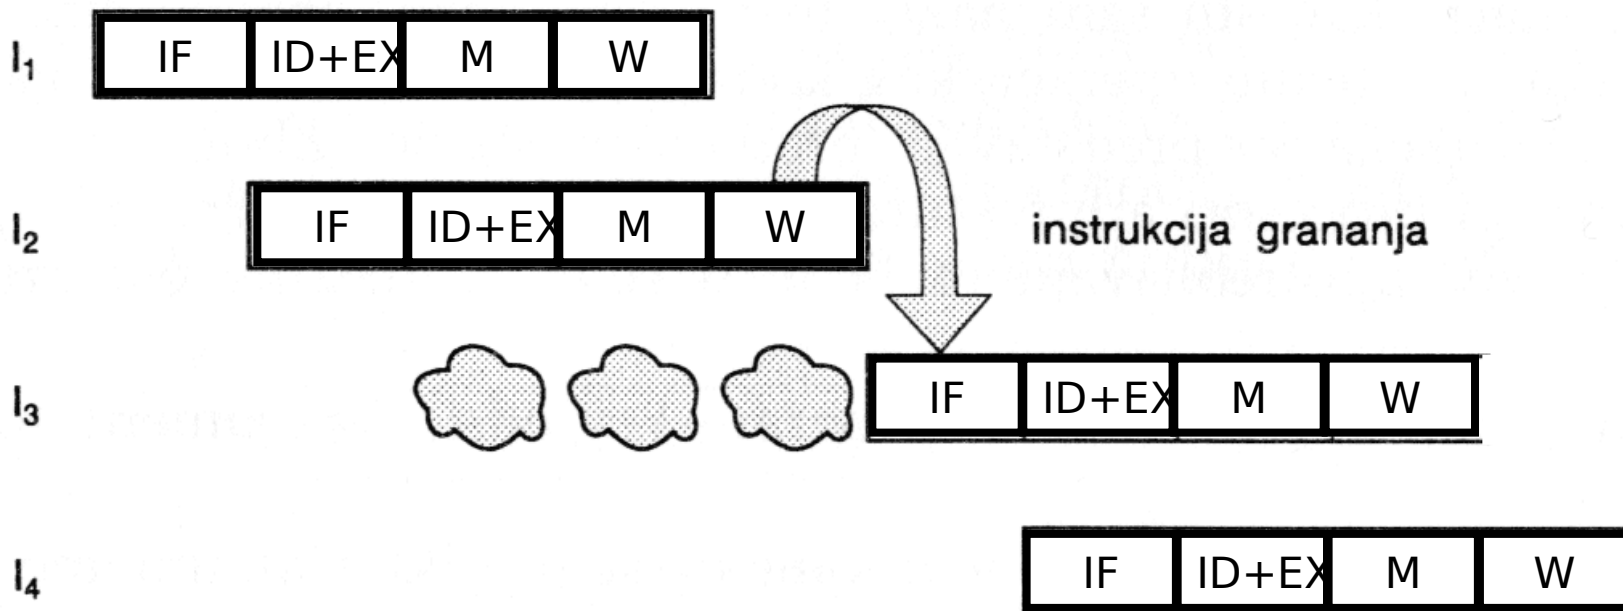 I1 IF ID+EX M W
I2 IF ID+EX M W instrukcija grananja
I3 IF ID+EX M W
I4 IF ID+EX M W